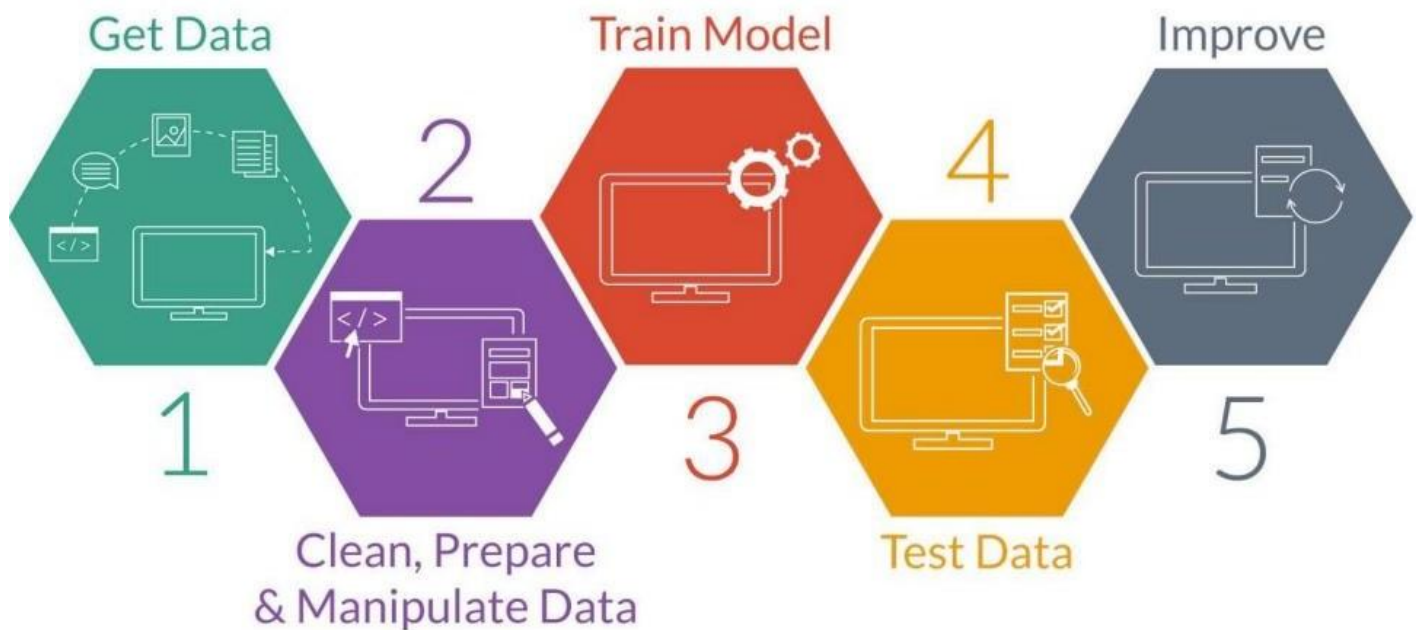 Get Data
1
2
Clean, Prepare
& Manipulate Data
Train Model
3
4
Test Data
Improve
5
</ >
</ >